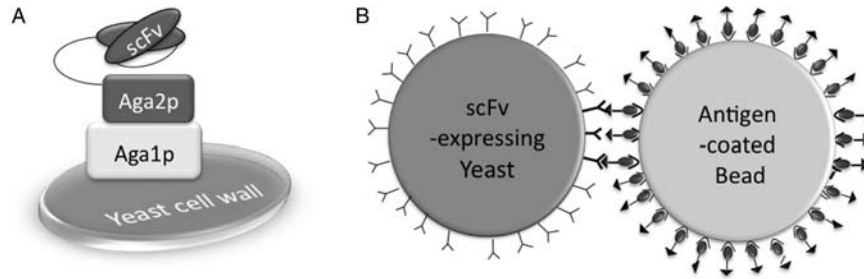 A
scFv
Aga2p
Aga1p
Yeast cell wall
B
scFv
-expressing
Yeast
Antigen
-coated
Bead